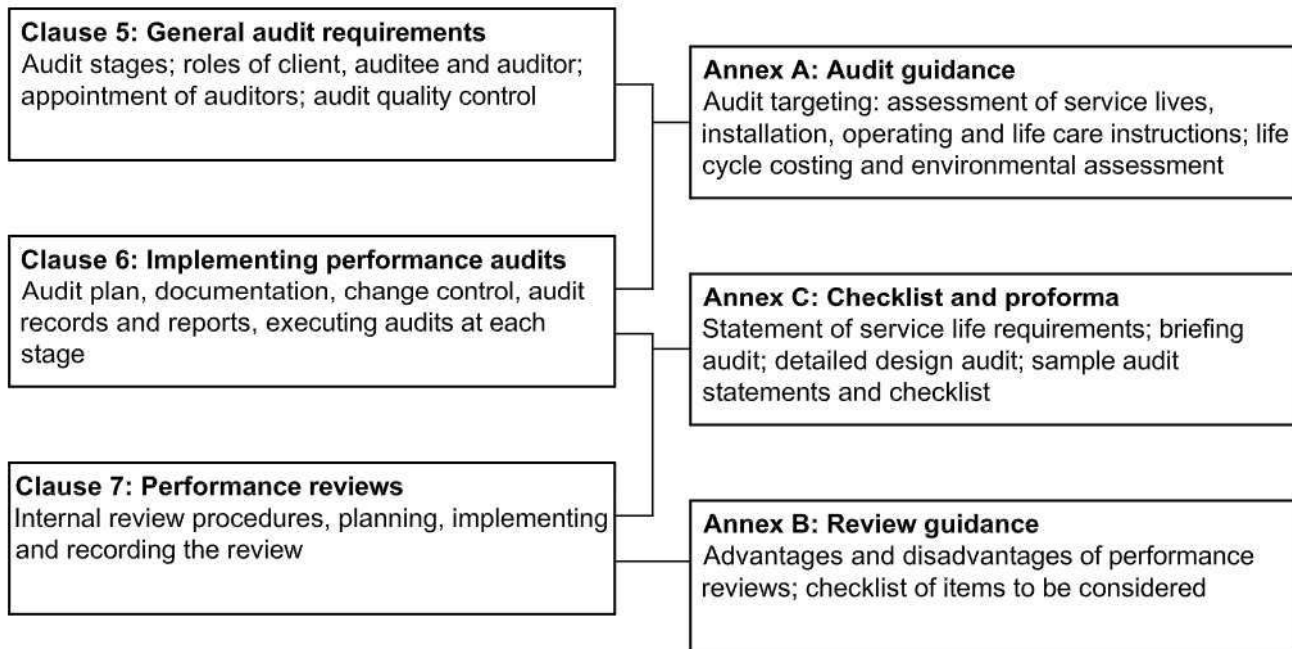 Clause 5: General audit requirements
Audit stages; roles of client, auditee and auditor;
appointment of auditors; audit quality control
Clause 6: Implementing performance audits
Audit plan, documentation, change control, audit
records and reports, executing audits at each
stage
Clause 7: Performance reviews
Internal review procedures, planning, implementing
and recording the review
Annex A: Audit guidance
Audit targeting: assessment of service lives,
installation, operating and life care instructions; life
cycle costing and environmental assessment
Annex C: Checklist and proforma
Statement of service life requirements; briefing
audit; detailed design audit; sample audit
statements and checklist
Annex B: Review guidance
Advantages and disadvantages of performance
reviews; checklist of items to be considered